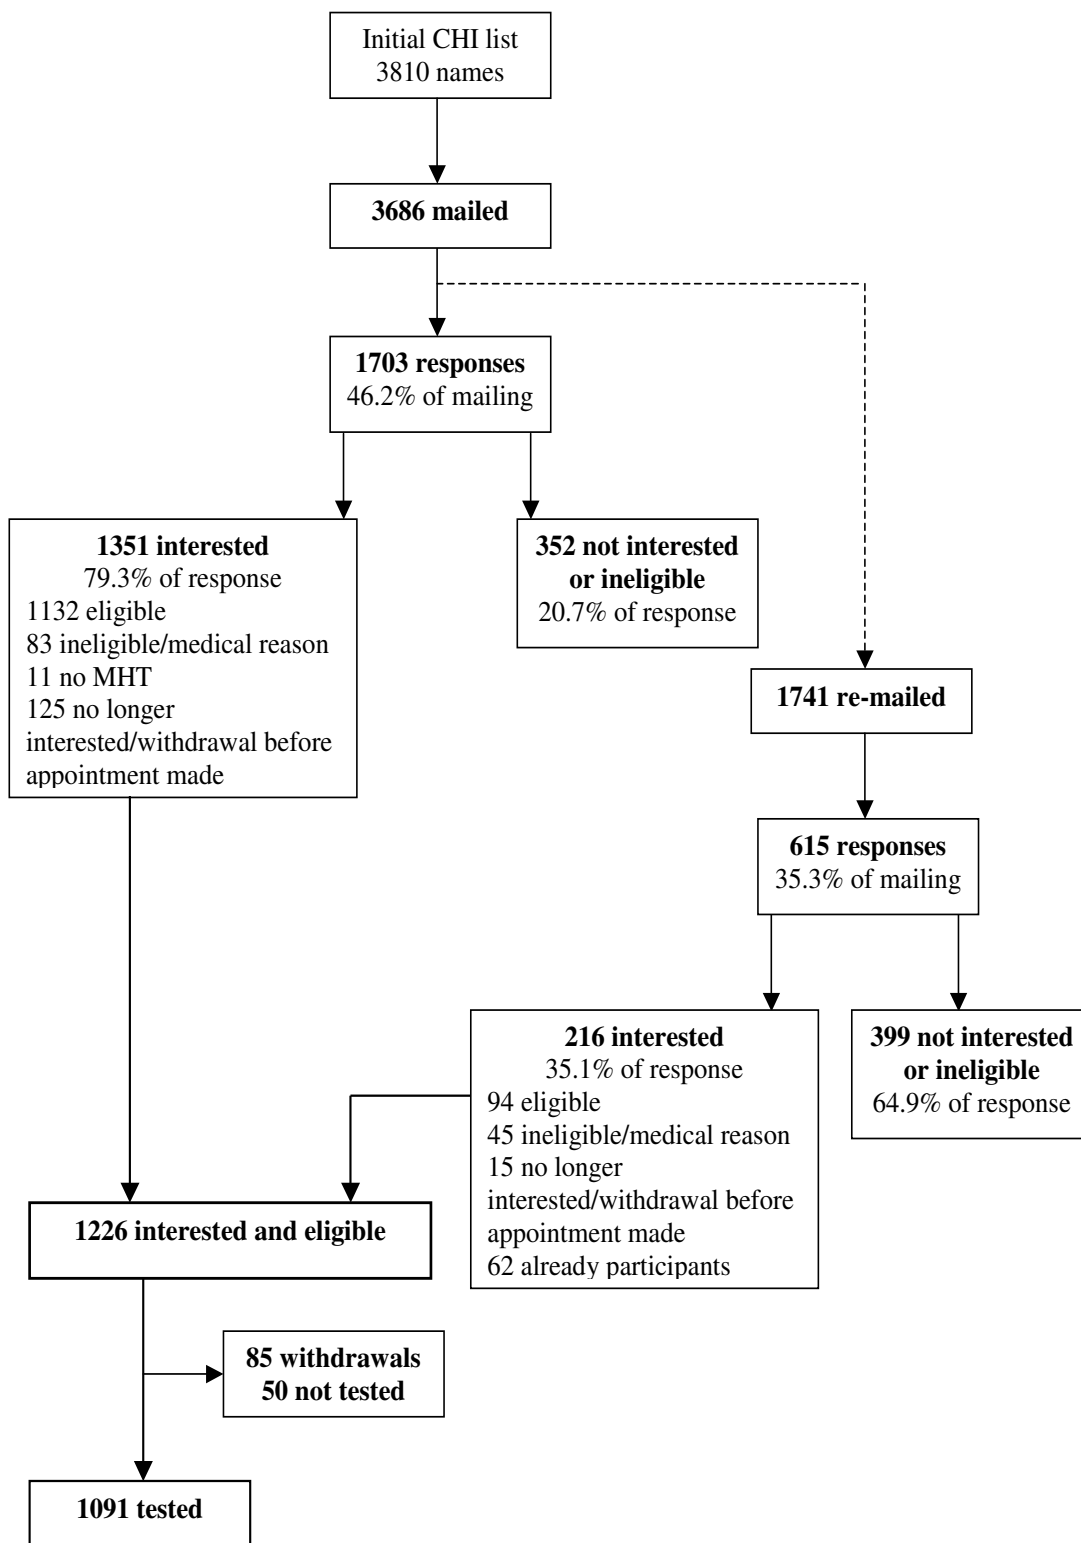 Initial CHI list
3810 names
3686 mailed
1703 responses
46.2% of mailing
1351 interested
79.3% of response
1132 eligible
83 ineligible/medical reason
11 no MHT
125 no longer
interested/withdrawal before
appointment made
352 not interested
or ineligible
20.7% of response
1741 re-mailed
615 responses
35.3% of mailing
216 interested
35.1% of response
94 eligible
45 ineligible/medical reason
15 no longer
interested/withdrawal before
appointment made
62 already participants
399 not interested
or ineligible
64.9% of response
1226 interested and eligible
85 withdrawals
50 not tested
1091 tested